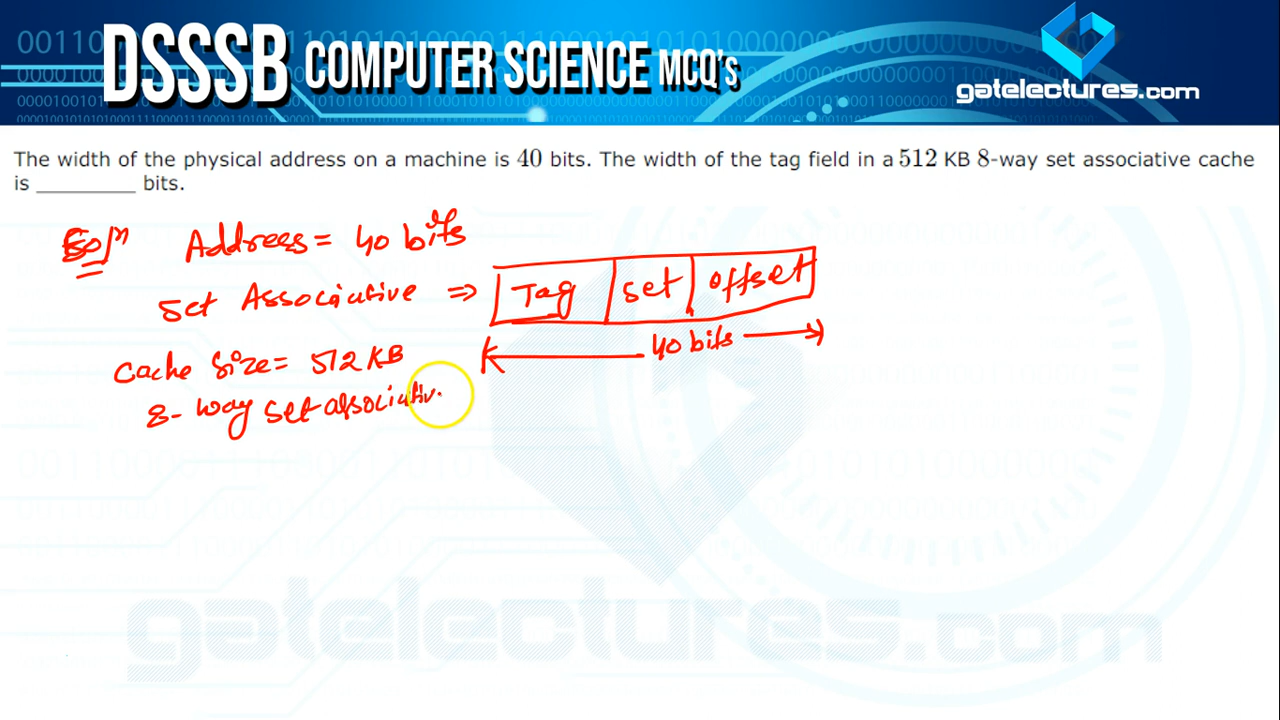 DSSSB COMPUTER SCIENCE MCQ's
gatelectures.com
The width of the physical address on a machine is 40 bits. The width of the tag field in a 512 KB 8-way set associative cache
is _________ bits.
Solⁿ Address = 40 bits
Set Associative ⇒ Tag set offset
40 bits
Cache Size = 512 KB
8-way set associativ
gatelectures.com